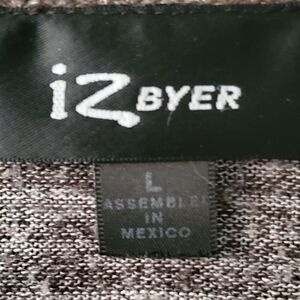 iZ BYER
L
ASSEMBLED
IN
MEXICO